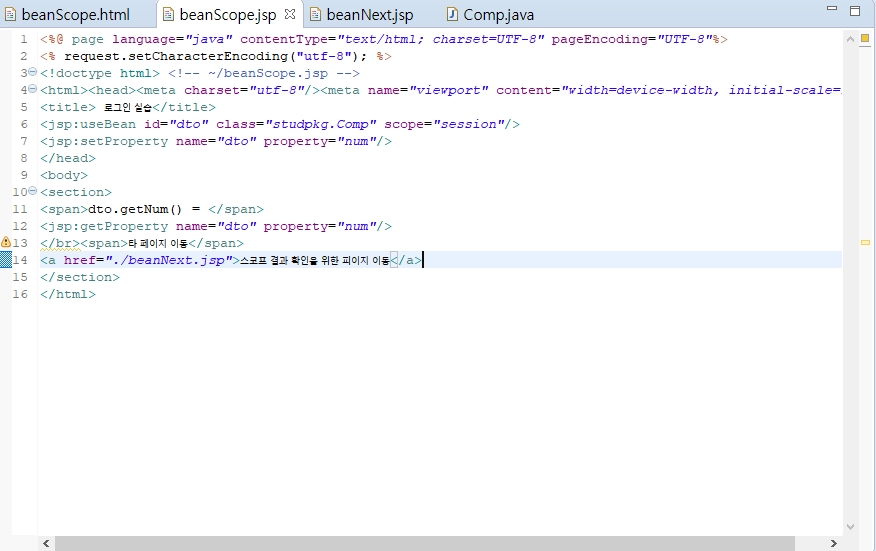 beanScope.html beanScope.jsp beanNext.jsp Comp.java
1 <%@ page language="java" contentType="text/html; charset=UTF-8" pageEncoding="UTF-8"%>
2 <% request.setCharacterEncoding("utf-8"); %>
3 <!doctype html> <!-- ~/beanScope.jsp -->
4 <html><head><meta charset="utf-8"/><meta name="viewport" content="width=device-width, initial-scale=
5 <title> 로그인 실습</title>
6 <jsp:useBean id="dto" class="studpkg.Comp" scope="session"/>
7 <jsp:setProperty name="dto" property="num"/>
8 </head>
9 <body>
10 <section>
11 <span>dto.getNum() = </span>
12 <jsp:getProperty name="dto" property="num"/>
13 </br><span>타 페이지 이동</span>
14 <a href="./beanNext.jsp">스코프 결과 확인을 위한 피이지 이동</a>
15 </section>
16 </html>